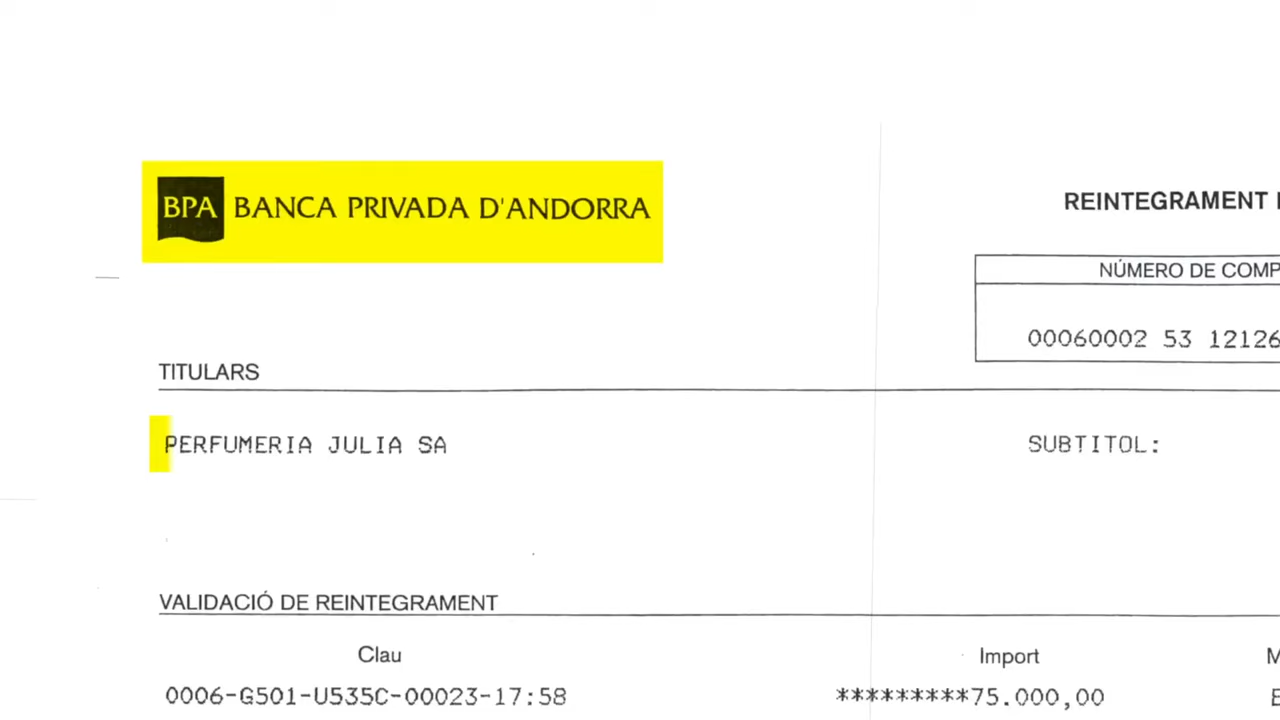 BPA BANCA PRIVADA D'ANDORRA
REINTEGRAMENT
NÚMERO DE COMP
00060002 53 12126
TITULARS
PERFUMERIA JULIA SA
SUBTITOL:
VALIDACIÓ DE REINTEGRAMENT
Clau
Import
M
0006-G501-U535C-00023-17:58
*********75.000,00